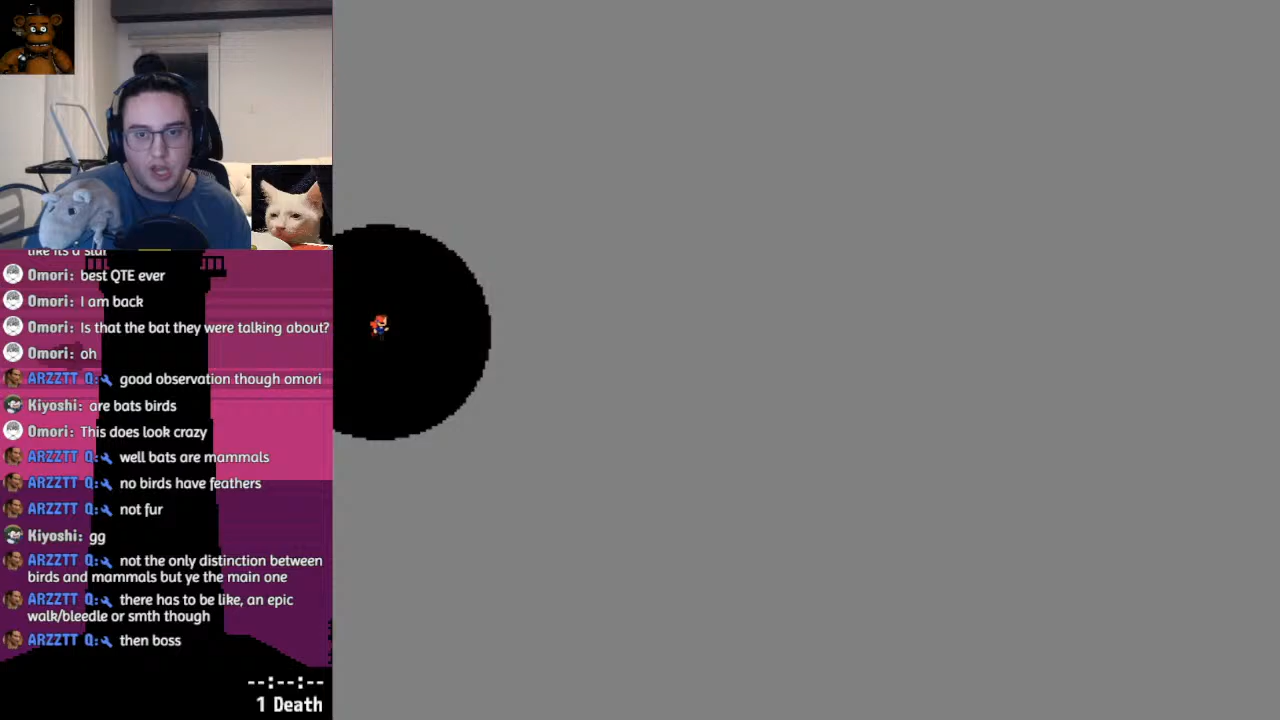 like its a star
Omori: best QTE ever
Omori: I am back
Omori: Is that the bat they were talking about?
Omori: oh
ARZZTT Q: good observation though omori
Kiyoshi: are bats birds
Omori: This does look crazy
ARZZTT Q: well bats are mammals
ARZZTT Q: no birds have feathers
ARZZTT Q: not fur
Kiyoshi: gg
ARZZTT Q: not the only distinction between
birds and mammals but ye the main one
ARZZTT Q: there has to be like, an epic
walk/bleedle or smth though
ARZZTT Q: then boss
--:--:--
1 Death